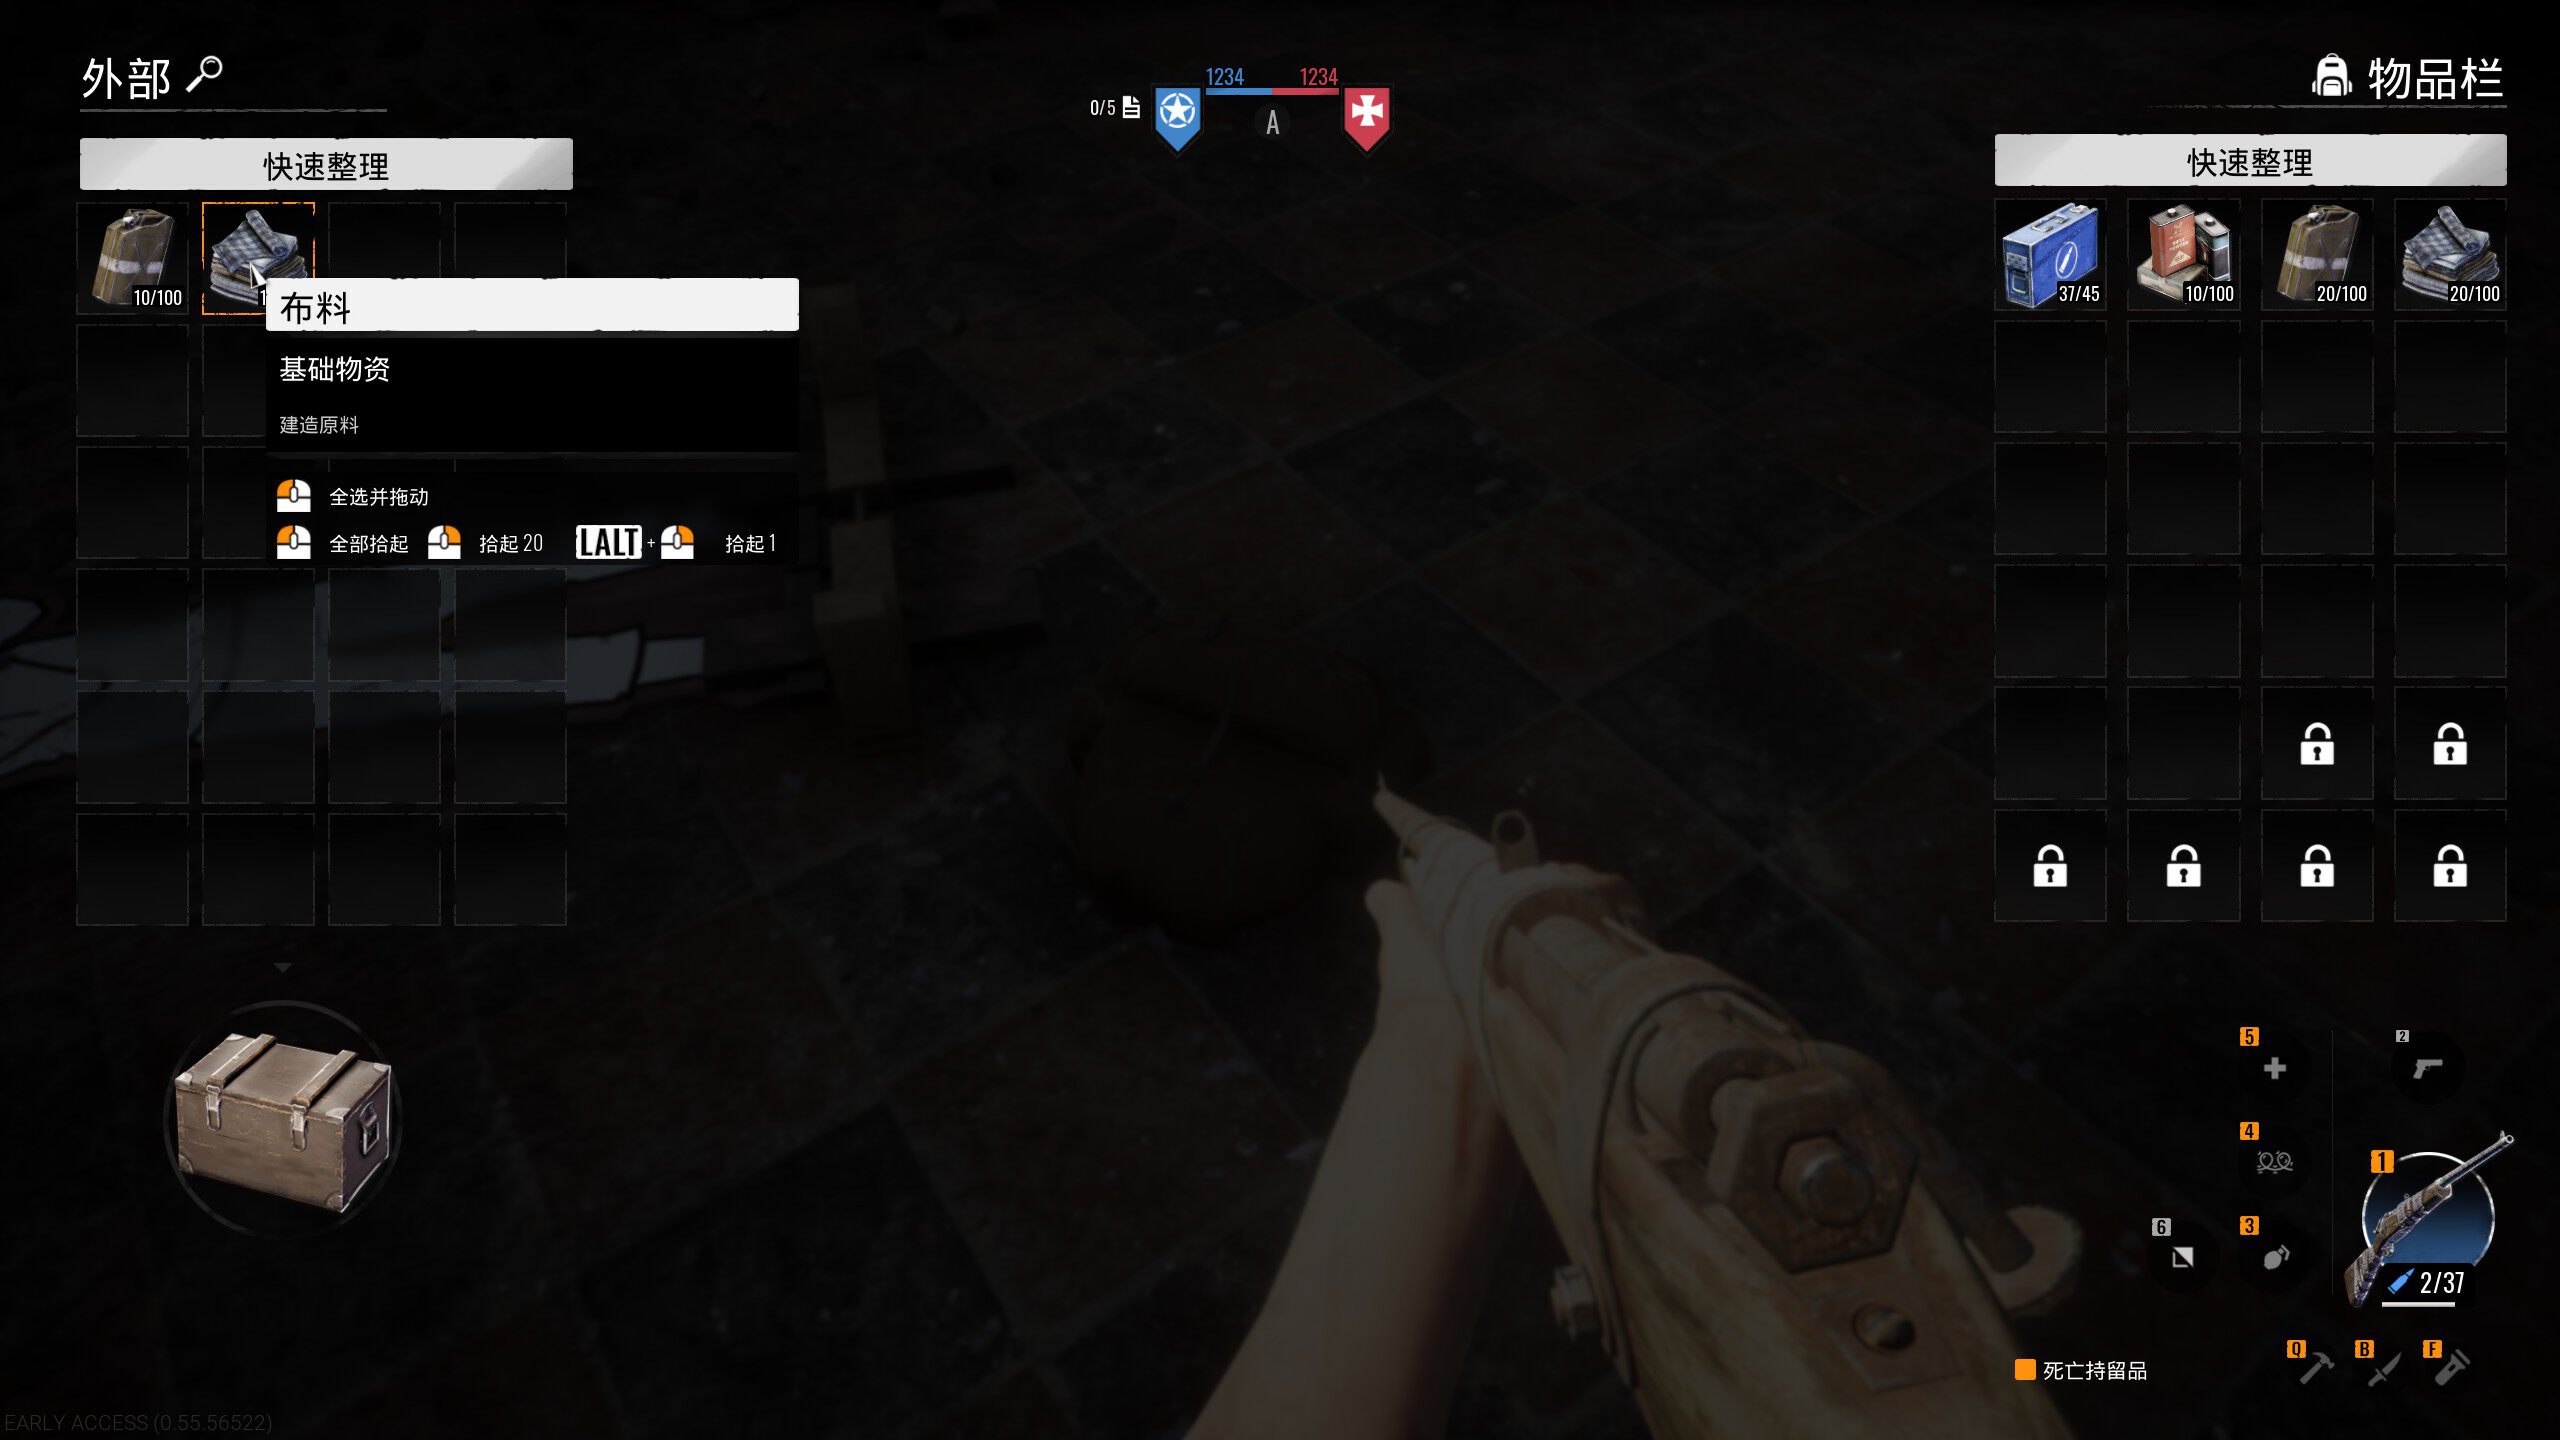 外部
物品栏
1234
1234
0/5
A
快速整理
快速整理
10/100
37/45
10/100
20/100
20/100
布料
基础物资
建造原料
全选并拖动
全部拾起
拾起 20
LALT + 拾起 1
5
2
4
1
6
3
2/37
Q
B
F
死亡持留品
EARLY ACCESS (0.55.56522)